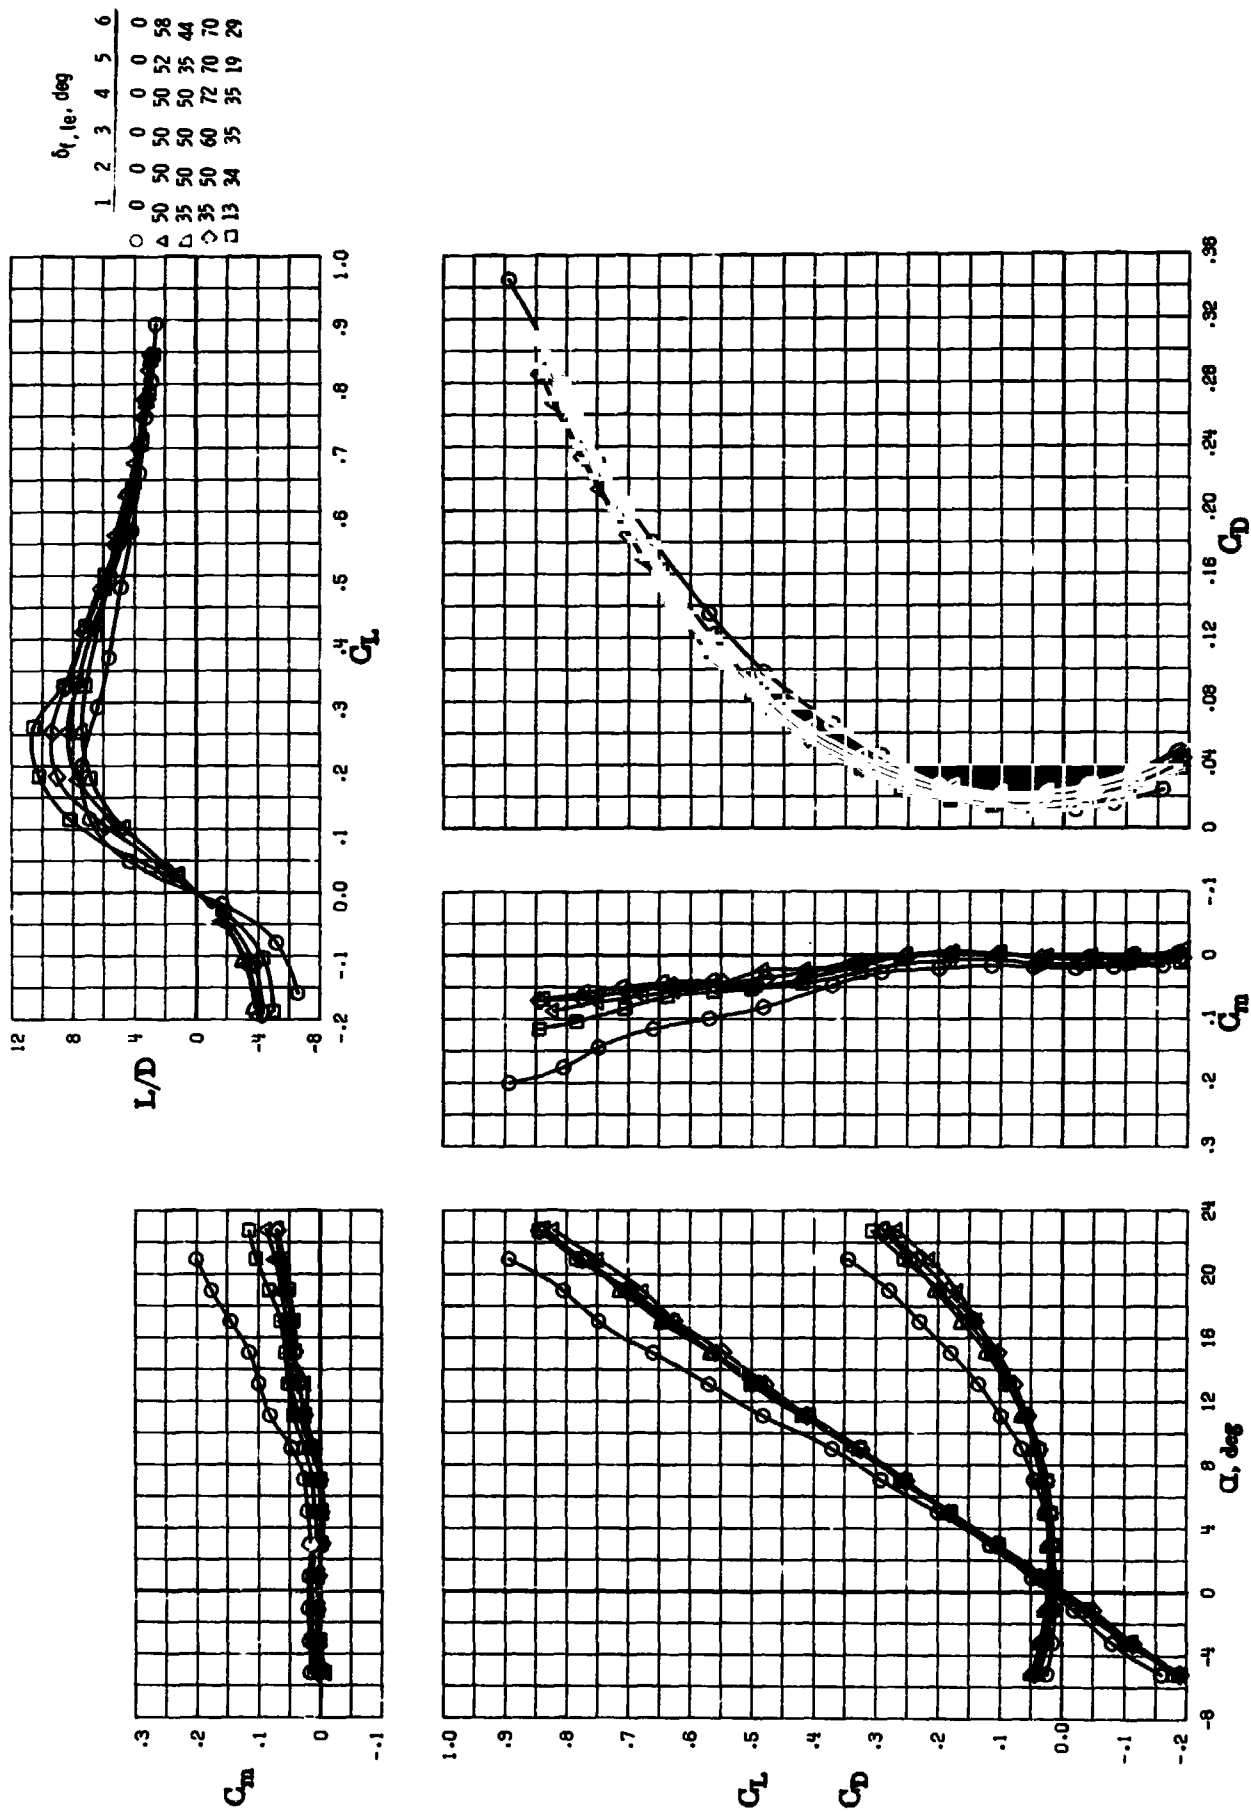 δf, le, deg
1 2 3 4 5 6
○ 0 0 0 0 0 0
△ 50 50 50 50 52 58
▷ 35 50 50 50 35 44
◇ 35 50 60 72 70 70
□ 13 34 35 35 19 29
12
8
4
0
-4
-8
L/D
-.2 -.1 0.0 .1 .2 .3 .4 .5 .6 .7 .8 .9 1.0
CL
.3
.2
.1
0
-.1
Cm
1.0
.9
.8
.7
.6
.5
.4
.3
.2
.1
0.0
-.1
-.2
CL
CD
-8 -4 0 4 8 12 16 20 24
α, deg
.3 .2 .1 0 -.1
Cm
0 .04 .08 .12 .16 .20 .24 .28 .32 .36
CD